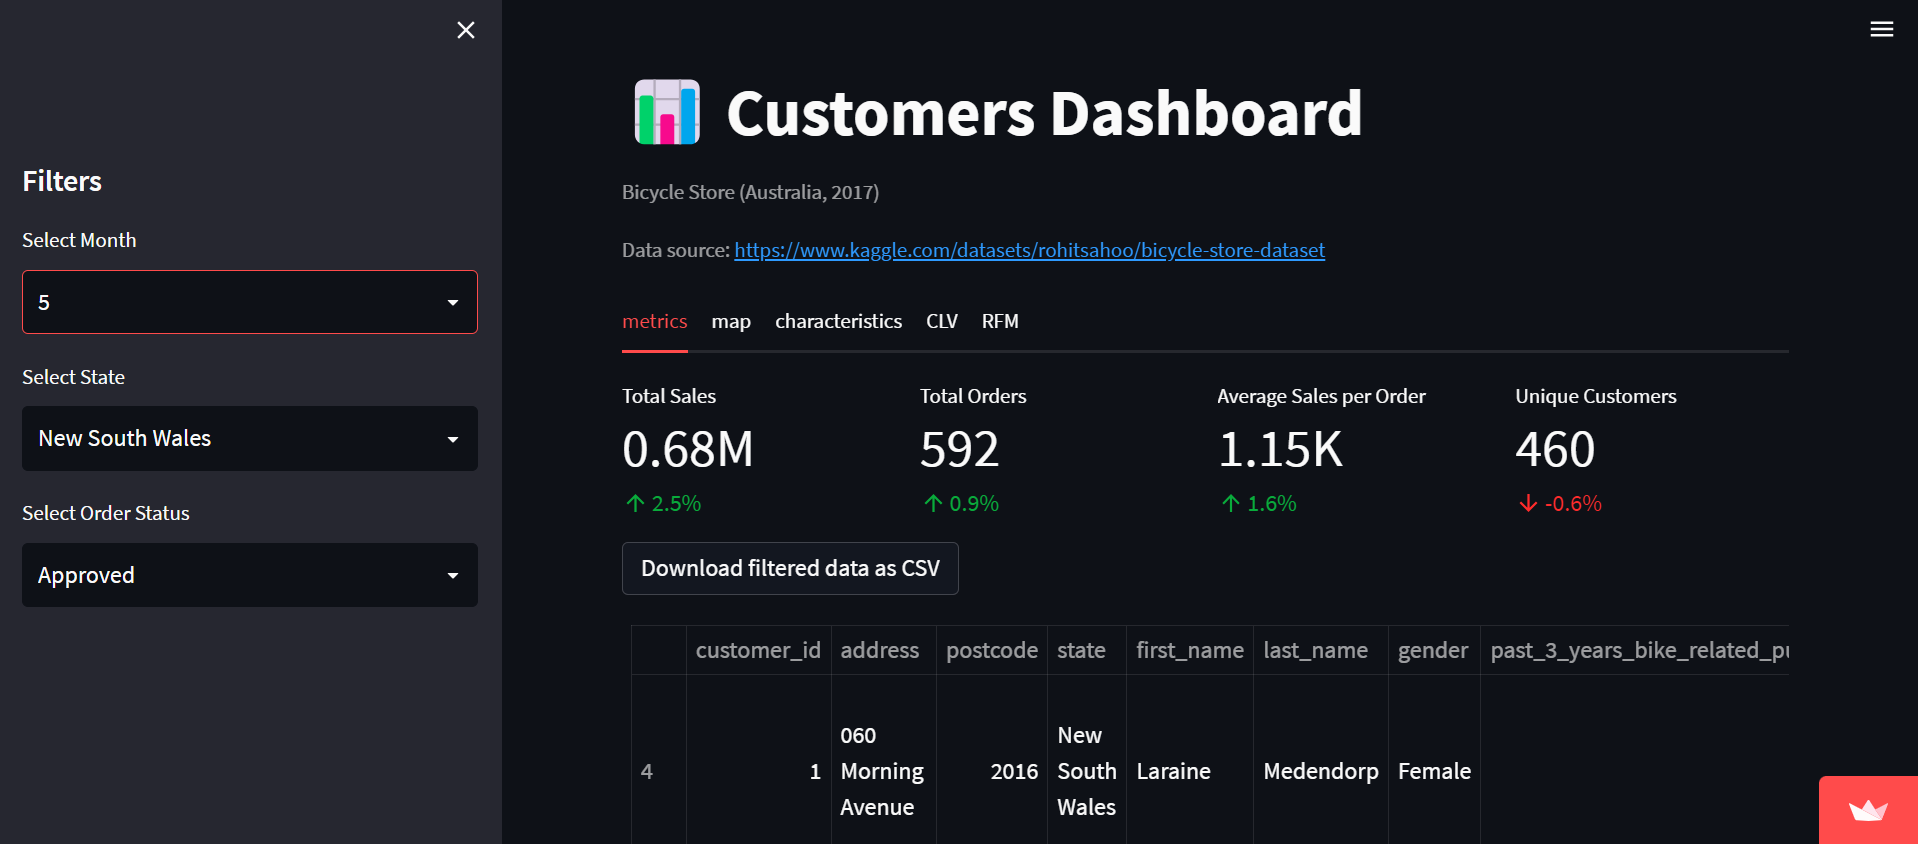 Filters
Select Month
5
Select State
New South Wales
Select Order Status
Approved
Customers Dashboard
Bicycle Store (Australia, 2017)
Data source: https://www.kaggle.com/datasets/rohitsahoo/bicycle-store-dataset
metrics map characteristics CLV RFM
Total Sales
0.68M
2.5%
Total Orders
592
0.9%
Average Sales per Order
1.15K
1.6%
Unique Customers
460
-0.6%
Download filtered data as CSV
customer_id address postcode state first_name last_name gender past_3_years_bike_related_pu
4 1 060 Morning Avenue 2016 New South Wales Laraine Medendorp Female